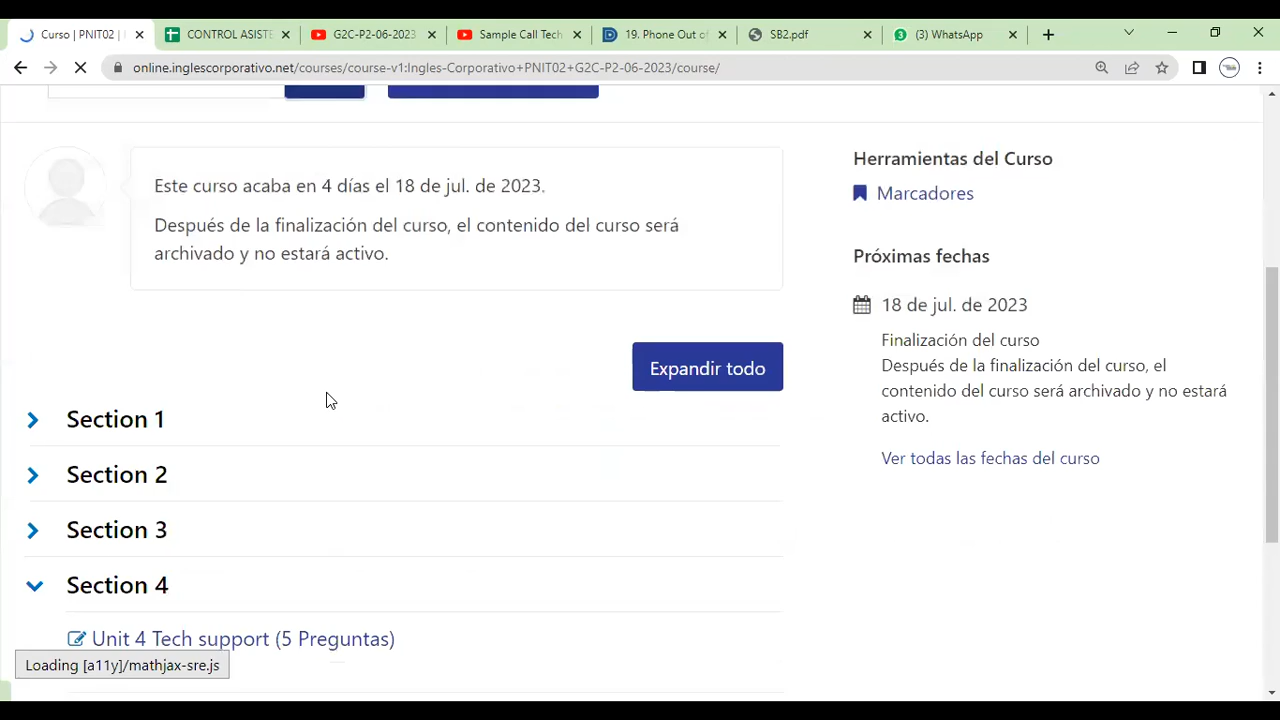 Curso | PNIT02 |
CONTROL ASISTE
G2C-P2-06-2023
Sample Call Tech
19. Phone Out of
SB2.pdf
(3) WhatsApp
online.inglescorporativo.net/courses/course-v1:Ingles-Corporativo+PNIT02+G2C-P2-06-2023/course/
Este curso acaba en 4 días el 18 de jul. de 2023.
Después de la finalización del curso, el contenido del curso será
archivado y no estará activo.
Herramientas del Curso
Marcadores
Próximas fechas
18 de jul. de 2023
Finalización del curso
Después de la finalización del curso, el
contenido del curso será archivado y no estará
activo.
Ver todas las fechas del curso
Expandir todo
Section 1
Section 2
Section 3
Section 4
Unit 4 Tech support (5 Preguntas)
Loading [a11y]/mathjax-sre.js